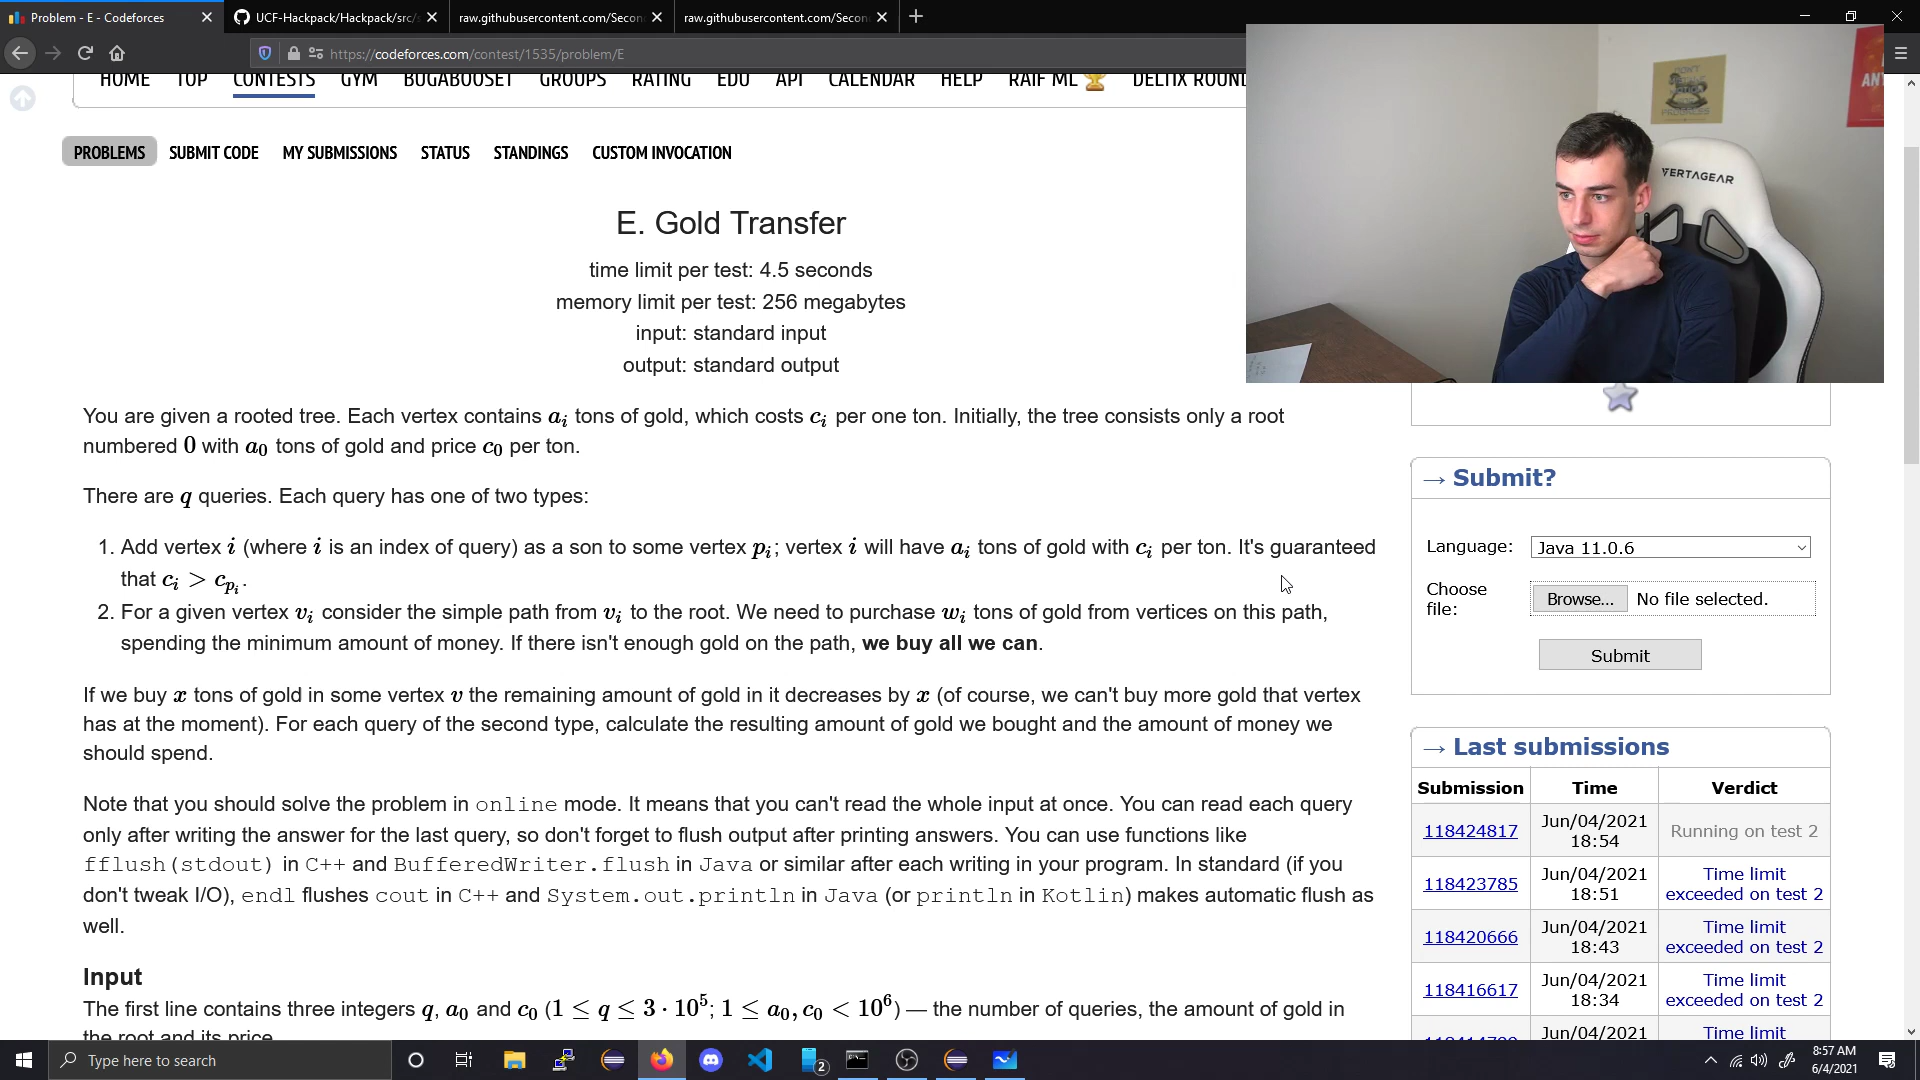 Problem - E - Codeforces
UCF-Hackpack/Hackpack/src/
raw.githubusercontent.com/Secon
raw.githubusercontent.com/Secon
https://codeforces.com/contest/1535/problem/E
HOME TOP CONTESTS GYM BUGABOOSET GROUPS RATING EDU API CALENDAR HELP RAIF ML DELTIX ROUND
VERTAGEAR
PROBLEMS SUBMIT CODE MY SUBMISSIONS STATUS STANDINGS CUSTOM INVOCATION
E. Gold Transfer
time limit per test: 4.5 seconds
memory limit per test: 256 megabytes
input: standard input
output: standard output
You are given a rooted tree. Each vertex contains a_i tons of gold, which costs c_i per one ton. Initially, the tree consists only a root
numbered 0 with a_0 tons of gold and price c_0 per ton.
There are q queries. Each query has one of two types:
1. Add vertex i (where i is an index of query) as a son to some vertex p_i; vertex i will have a_i tons of gold with c_i per ton. It's guaranteed
that c_i > c_{p_i}.
2. For a given vertex v_i consider the simple path from v_i to the root. We need to purchase w_i tons of gold from vertices on this path,
spending the minimum amount of money. If there isn't enough gold on the path, we buy all we can.
If we buy x tons of gold in some vertex v the remaining amount of gold in it decreases by x (of course, we can't buy more gold that vertex
has at the moment). For each query of the second type, calculate the resulting amount of gold we bought and the amount of money we
should spend.
Note that you should solve the problem in online mode. It means that you can't read the whole input at once. You can read each query
only after writing the answer for the last query, so don't forget to flush output after printing answers. You can use functions like
fflush(stdout) in C++ and BufferedWriter.flush in Java or similar after each writing in your program. In standard (if you
don't tweak I/O), endl flushes cout in C++ and System.out.println in Java (or println in Kotlin) makes automatic flush as
well.
Input
The first line contains three integers q, a_0 and c_0 (1 ≤ q ≤ 3 · 10^5; 1 ≤ a_0, c_0 < 10^6) — the number of queries, the amount of gold in
the root and its price
→ Submit?
Language: Java 11.0.6
Choose
file:
Browse... No file selected.
Submit
→ Last submissions
Submission Time Verdict
118424817 Jun/04/2021 18:54 Running on test 2
118423785 Jun/04/2021 18:51 Time limit exceeded on test 2
118420666 Jun/04/2021 18:43 Time limit exceeded on test 2
118416617 Jun/04/2021 18:34 Time limit exceeded on test 2
Jun/04/2021 Time limit
Type here to search
2
8:57 AM
6/4/2021